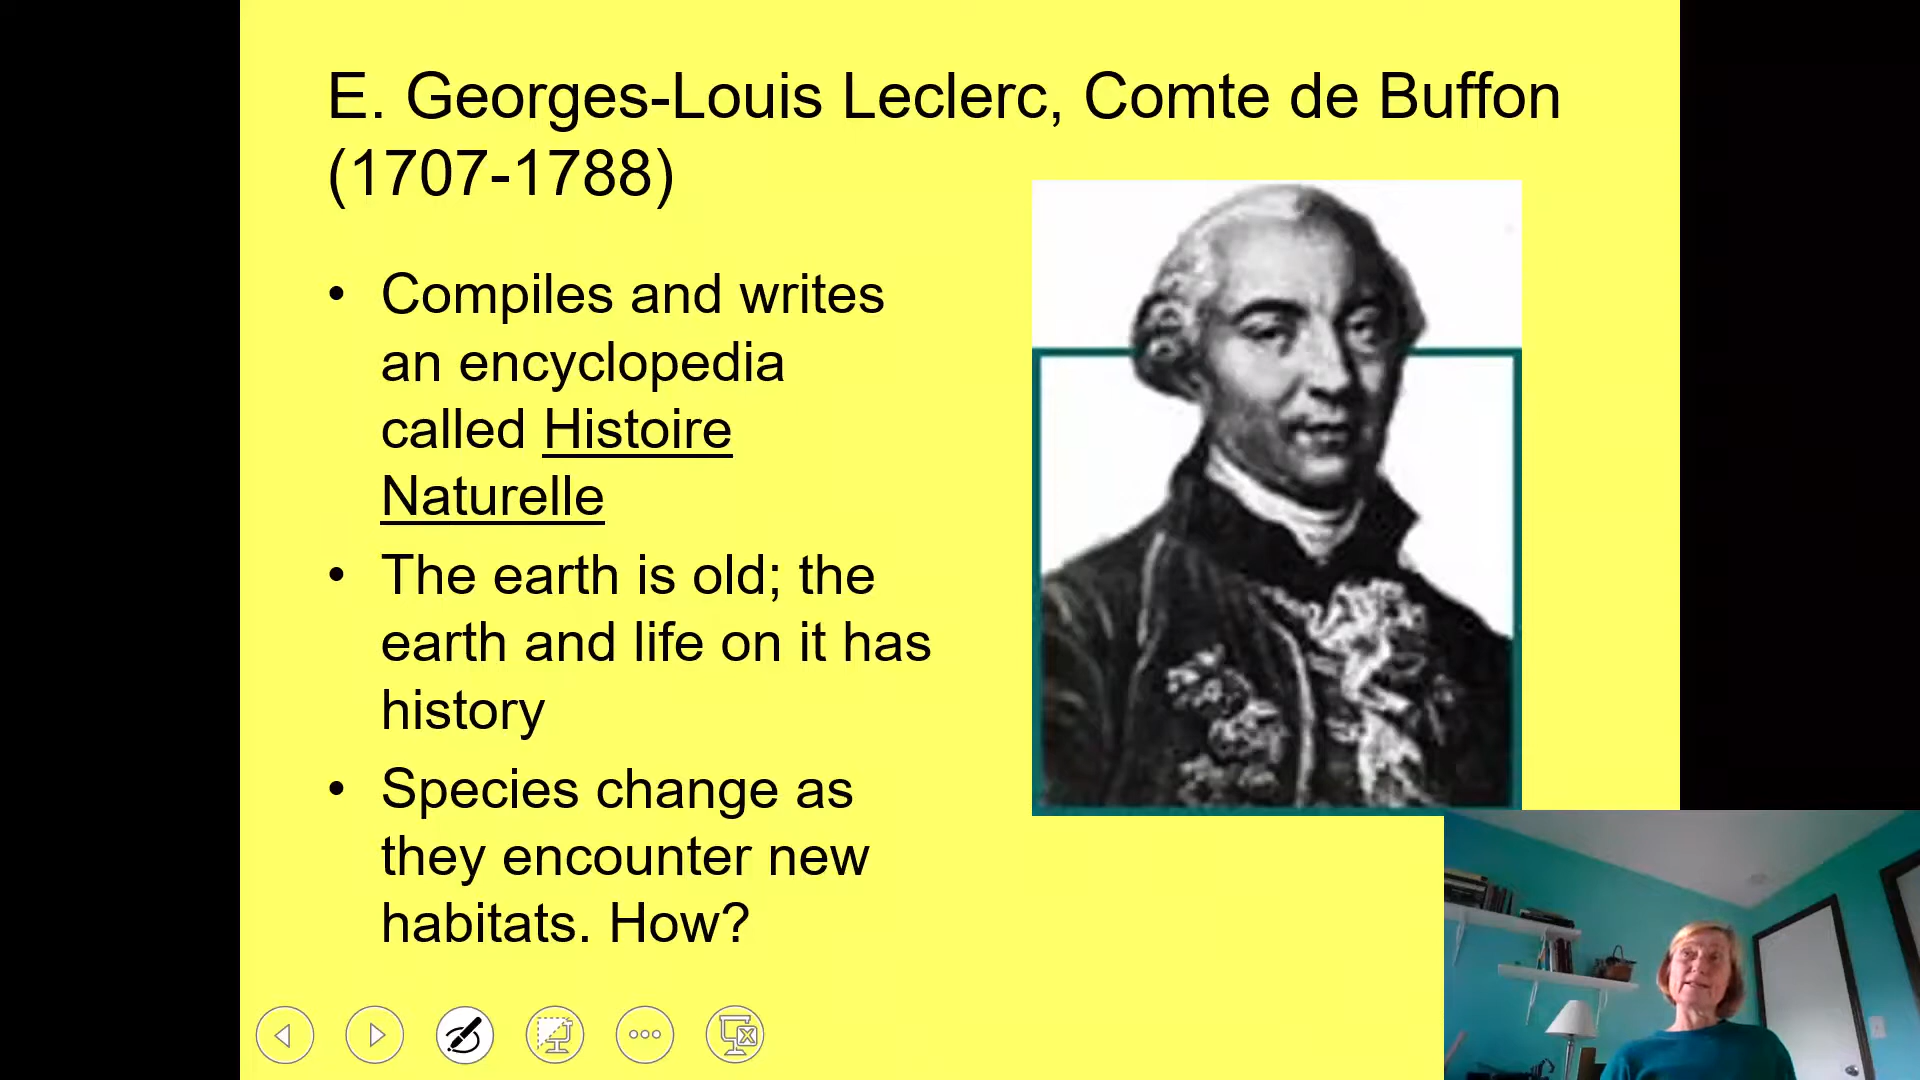 E. Georges-Louis Leclerc, Comte de Buffon
(1707-1788)
• Compiles and writes
an encyclopedia
called Histoire
Naturelle
• The earth is old; the
earth and life on it has
history
• Species change as
they encounter new
habitats. How?